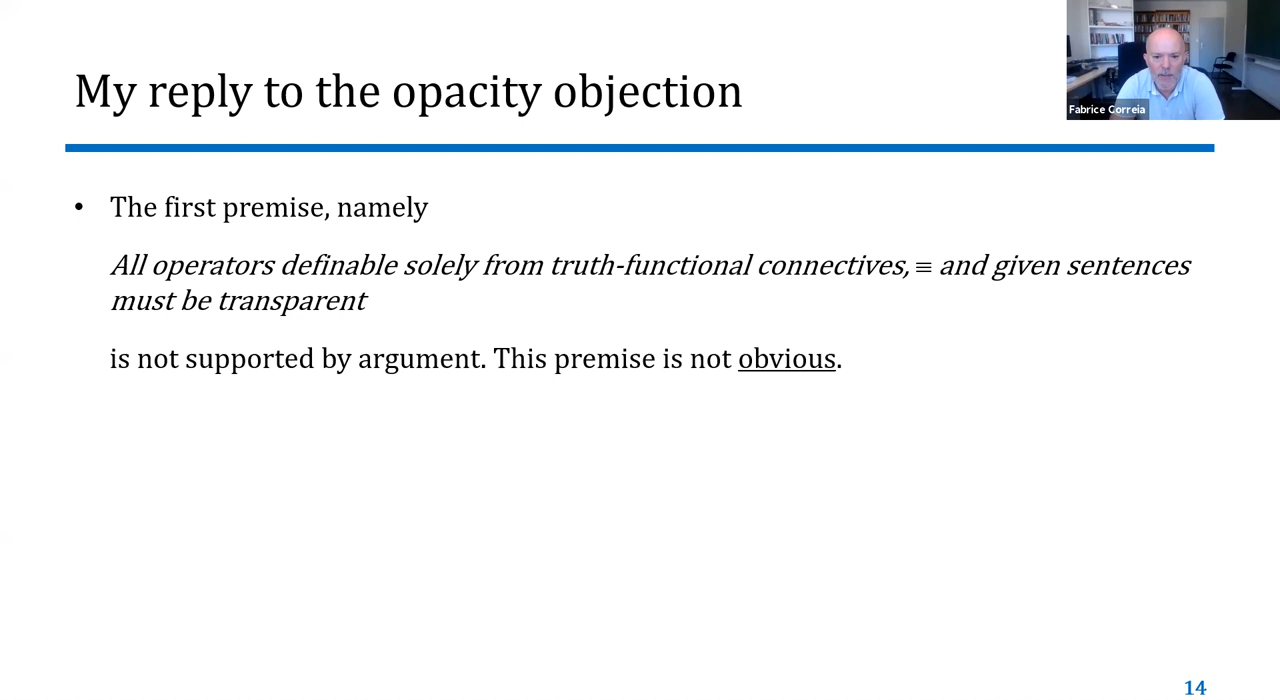 My reply to the opacity objection
Fabrice Correia
• The first premise, namely
All operators definable solely from truth-functional connectives, ≡ and given sentences
must be transparent
is not supported by argument. This premise is not obvious.
14